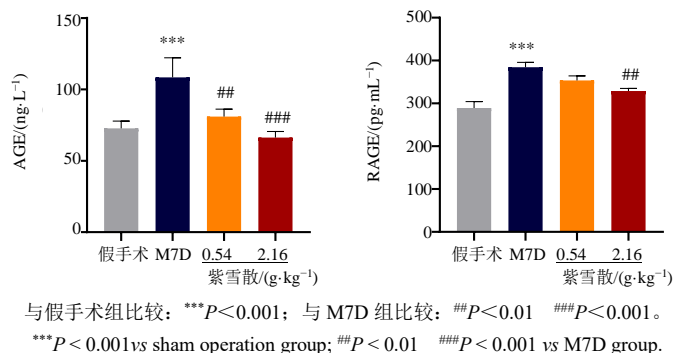 150
100
50
0
AGE/(ng·L⁻¹)
***
##
###
假手术 M7D 0.54 2.16
紫雪散/(g·kg⁻¹)
500
400
300
200
100
0
RAGE/(pg·mL⁻¹)
***
##
假手术 M7D 0.54 2.16
紫雪散/(g·kg⁻¹)
与假手术组比较：***P＜0.001；与 M7D 组比较：##P＜0.01 ###P＜0.001。
***P < 0.001vs sham operation group; ##P < 0.01 ###P < 0.001 vs M7D group.